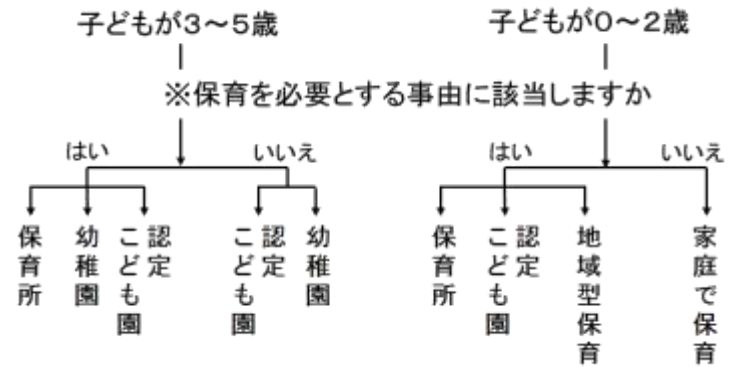 子どもが3～5歳
子どもが0～2歳
※保育を必要とする事由に該当しますか
はい
いいえ
はい
いいえ
保育所
幼稚園
認定
こども園
認定
こども園
幼稚園
保育所
認定
こども園
地域型保育
家庭で保育